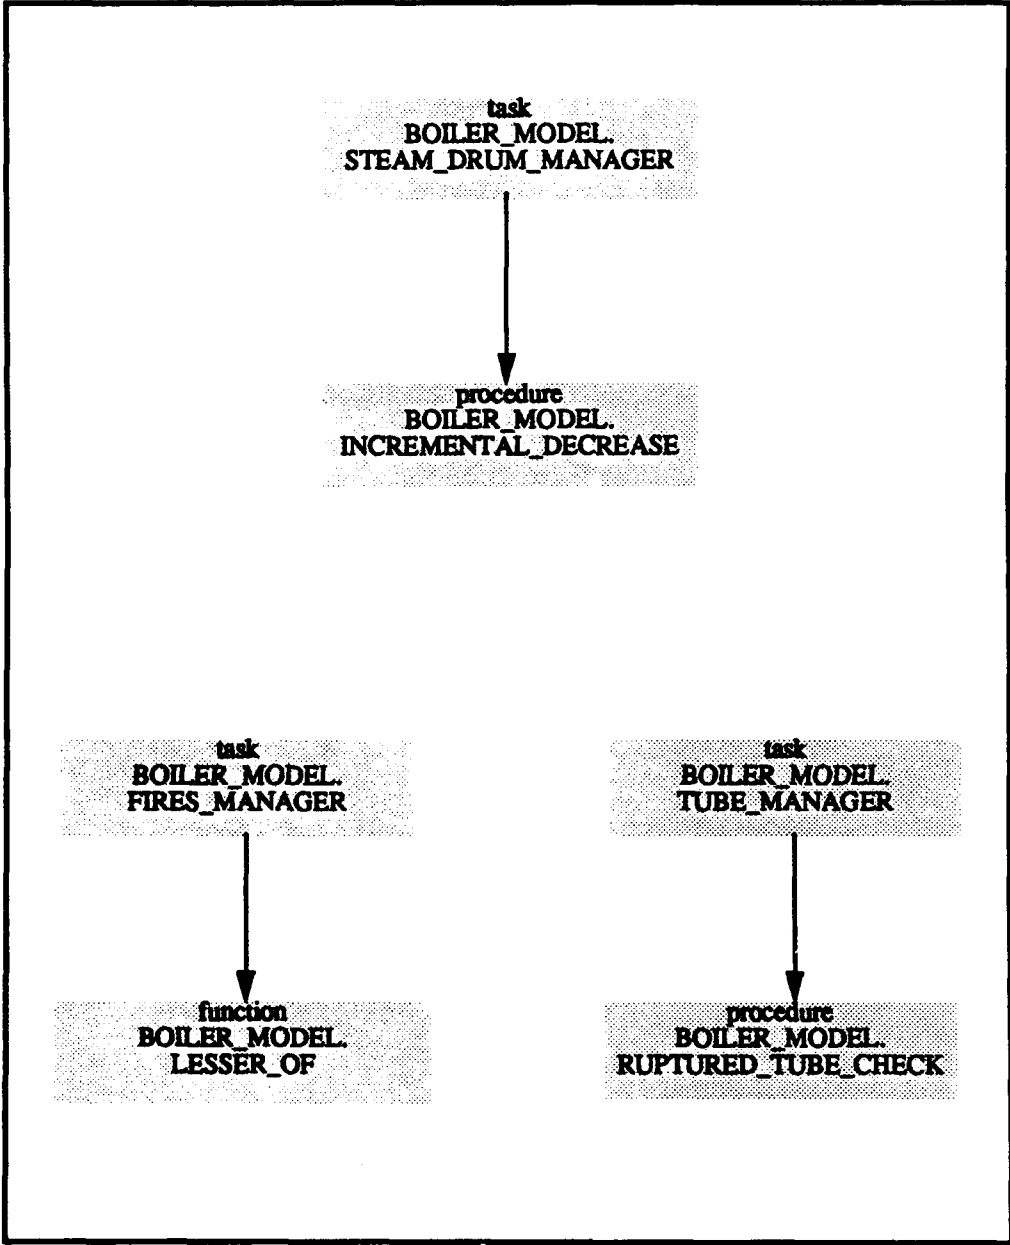 task
BOILER_MODEL.
STEAM_DRUM_MANAGER
procedure
BOILER_MODEL.
INCREMENTAL_DECREASE
task
BOILER_MODEL.
FIRES_MANAGER
task
BOILER_MODEL.
TUBE_MANAGER
function
BOILER_MODEL.
LESSER_OF
procedure
BOILER_MODEL.
RUPTURED_TUBE_CHECK